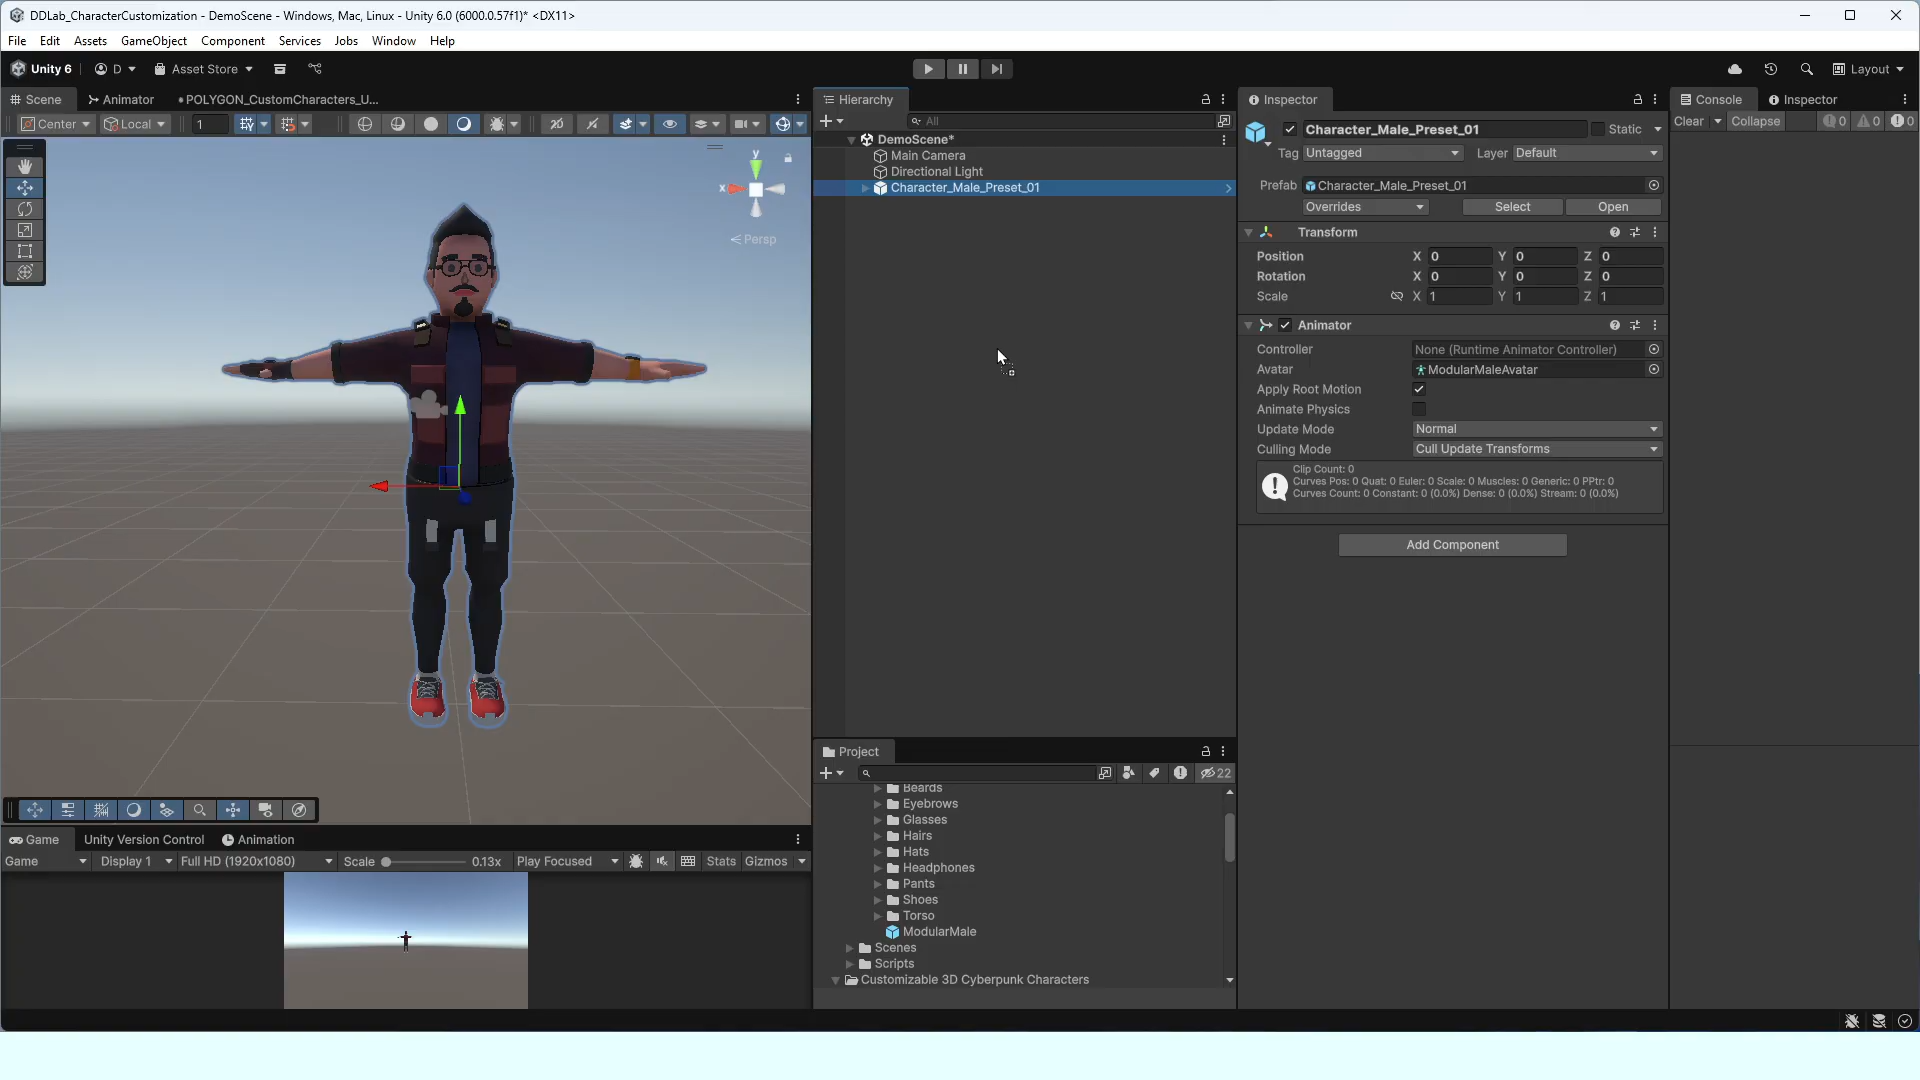 DDLab_CharacterCustomization - DemoScene - Windows, Mac, Linux - Unity 6.0 (6000.0.57f1)* <DX11>
File Edit Assets GameObject Component Services Jobs Window Help
Unity 6 D Asset Store Layout
Scene Animator POLYGON_CustomCharacters_U...
Center Local 1 2D
y
x
Persp
Hierarchy
All
DemoScene*
Main Camera
Directional Light
Character_Male_Preset_01
Inspector
Character_Male_Preset_01 Static
Tag Untagged Layer Default
Prefab Character_Male_Preset_01
Overrides Select Open
Transform
Position X 0 Y 0 Z 0
Rotation X 0 Y 0 Z 0
Scale X 1 Y 1 Z 1
Animator
Controller None (Runtime Animator Controller)
Avatar ModularMaleAvatar
Apply Root Motion
Animate Physics
Update Mode Normal
Culling Mode Cull Update Transforms
Clip Count: 0
Curves Pos: 0 Quat: 0 Euler: 0 Scale: 0 Muscles: 0 Generic: 0 PPtr: 0
Curves Count: 0 Constant: 0 (0.0%) Dense: 0 (0.0%) Stream: 0 (0.0%)
Add Component
Console Inspector
Clear Collapse 0 0 0
Game Unity Version Control Animation
Game Display 1 Full HD (1920x1080) Scale 0.13x Play Focused Stats Gizmos
Project
22
Beards
Eyebrows
Glasses
Hairs
Hats
Headphones
Pants
Shoes
Torso
ModularMale
Scenes
Scripts
Customizable 3D Cyberpunk Characters